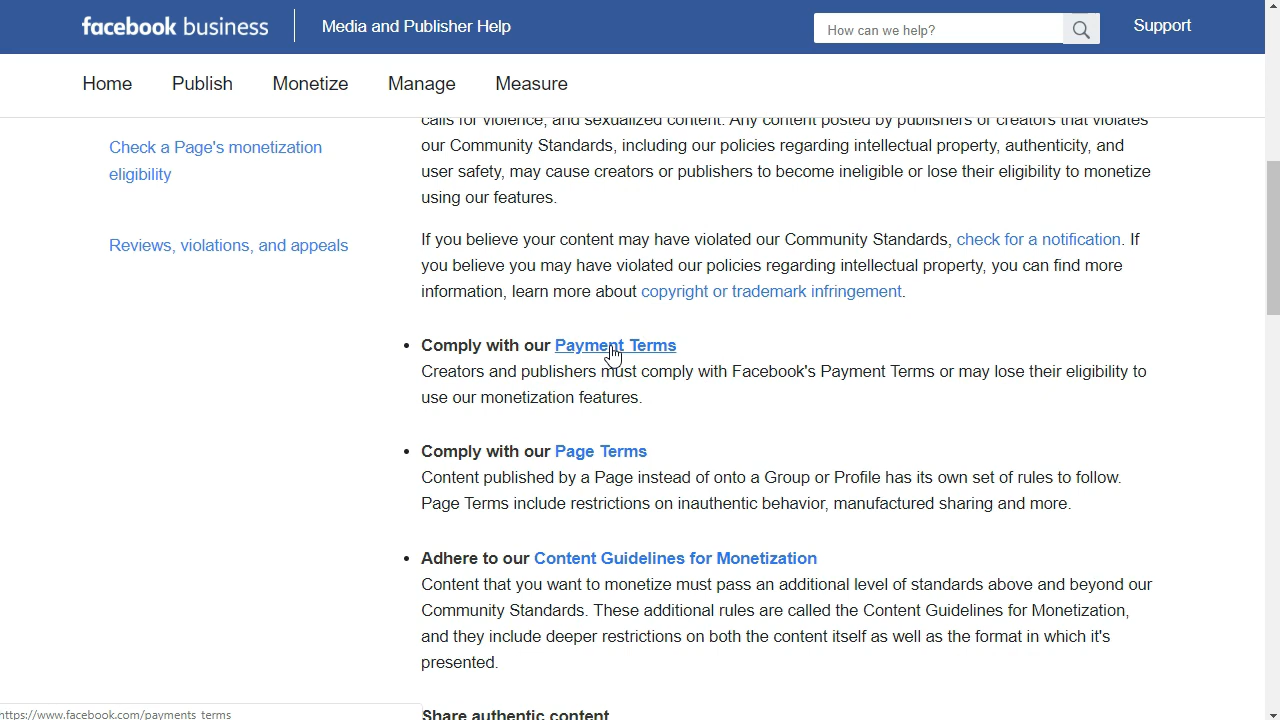 facebook business
Media and Publisher Help
How can we help?
Support
Home
Publish
Monetize
Manage
Measure
Check a Page's monetization
eligibility
Reviews, violations, and appeals
calls for violence, and sexualized content. Any content posted by publishers or creators that violates
our Community Standards, including our policies regarding intellectual property, authenticity, and
user safety, may cause creators or publishers to become ineligible or lose their eligibility to monetize
using our features.
If you believe your content may have violated our Community Standards, check for a notification. If
you believe you may have violated our policies regarding intellectual property, you can find more
information, learn more about copyright or trademark infringement.
• Comply with our Payment Terms
Creators and publishers must comply with Facebook's Payment Terms or may lose their eligibility to
use our monetization features.
• Comply with our Page Terms
Content published by a Page instead of onto a Group or Profile has its own set of rules to follow.
Page Terms include restrictions on inauthentic behavior, manufactured sharing and more.
• Adhere to our Content Guidelines for Monetization
Content that you want to monetize must pass an additional level of standards above and beyond our
Community Standards. These additional rules are called the Content Guidelines for Monetization,
and they include deeper restrictions on both the content itself as well as the format in which it's
presented.
Share authentic content
https://www.facebook.com/payments_terms